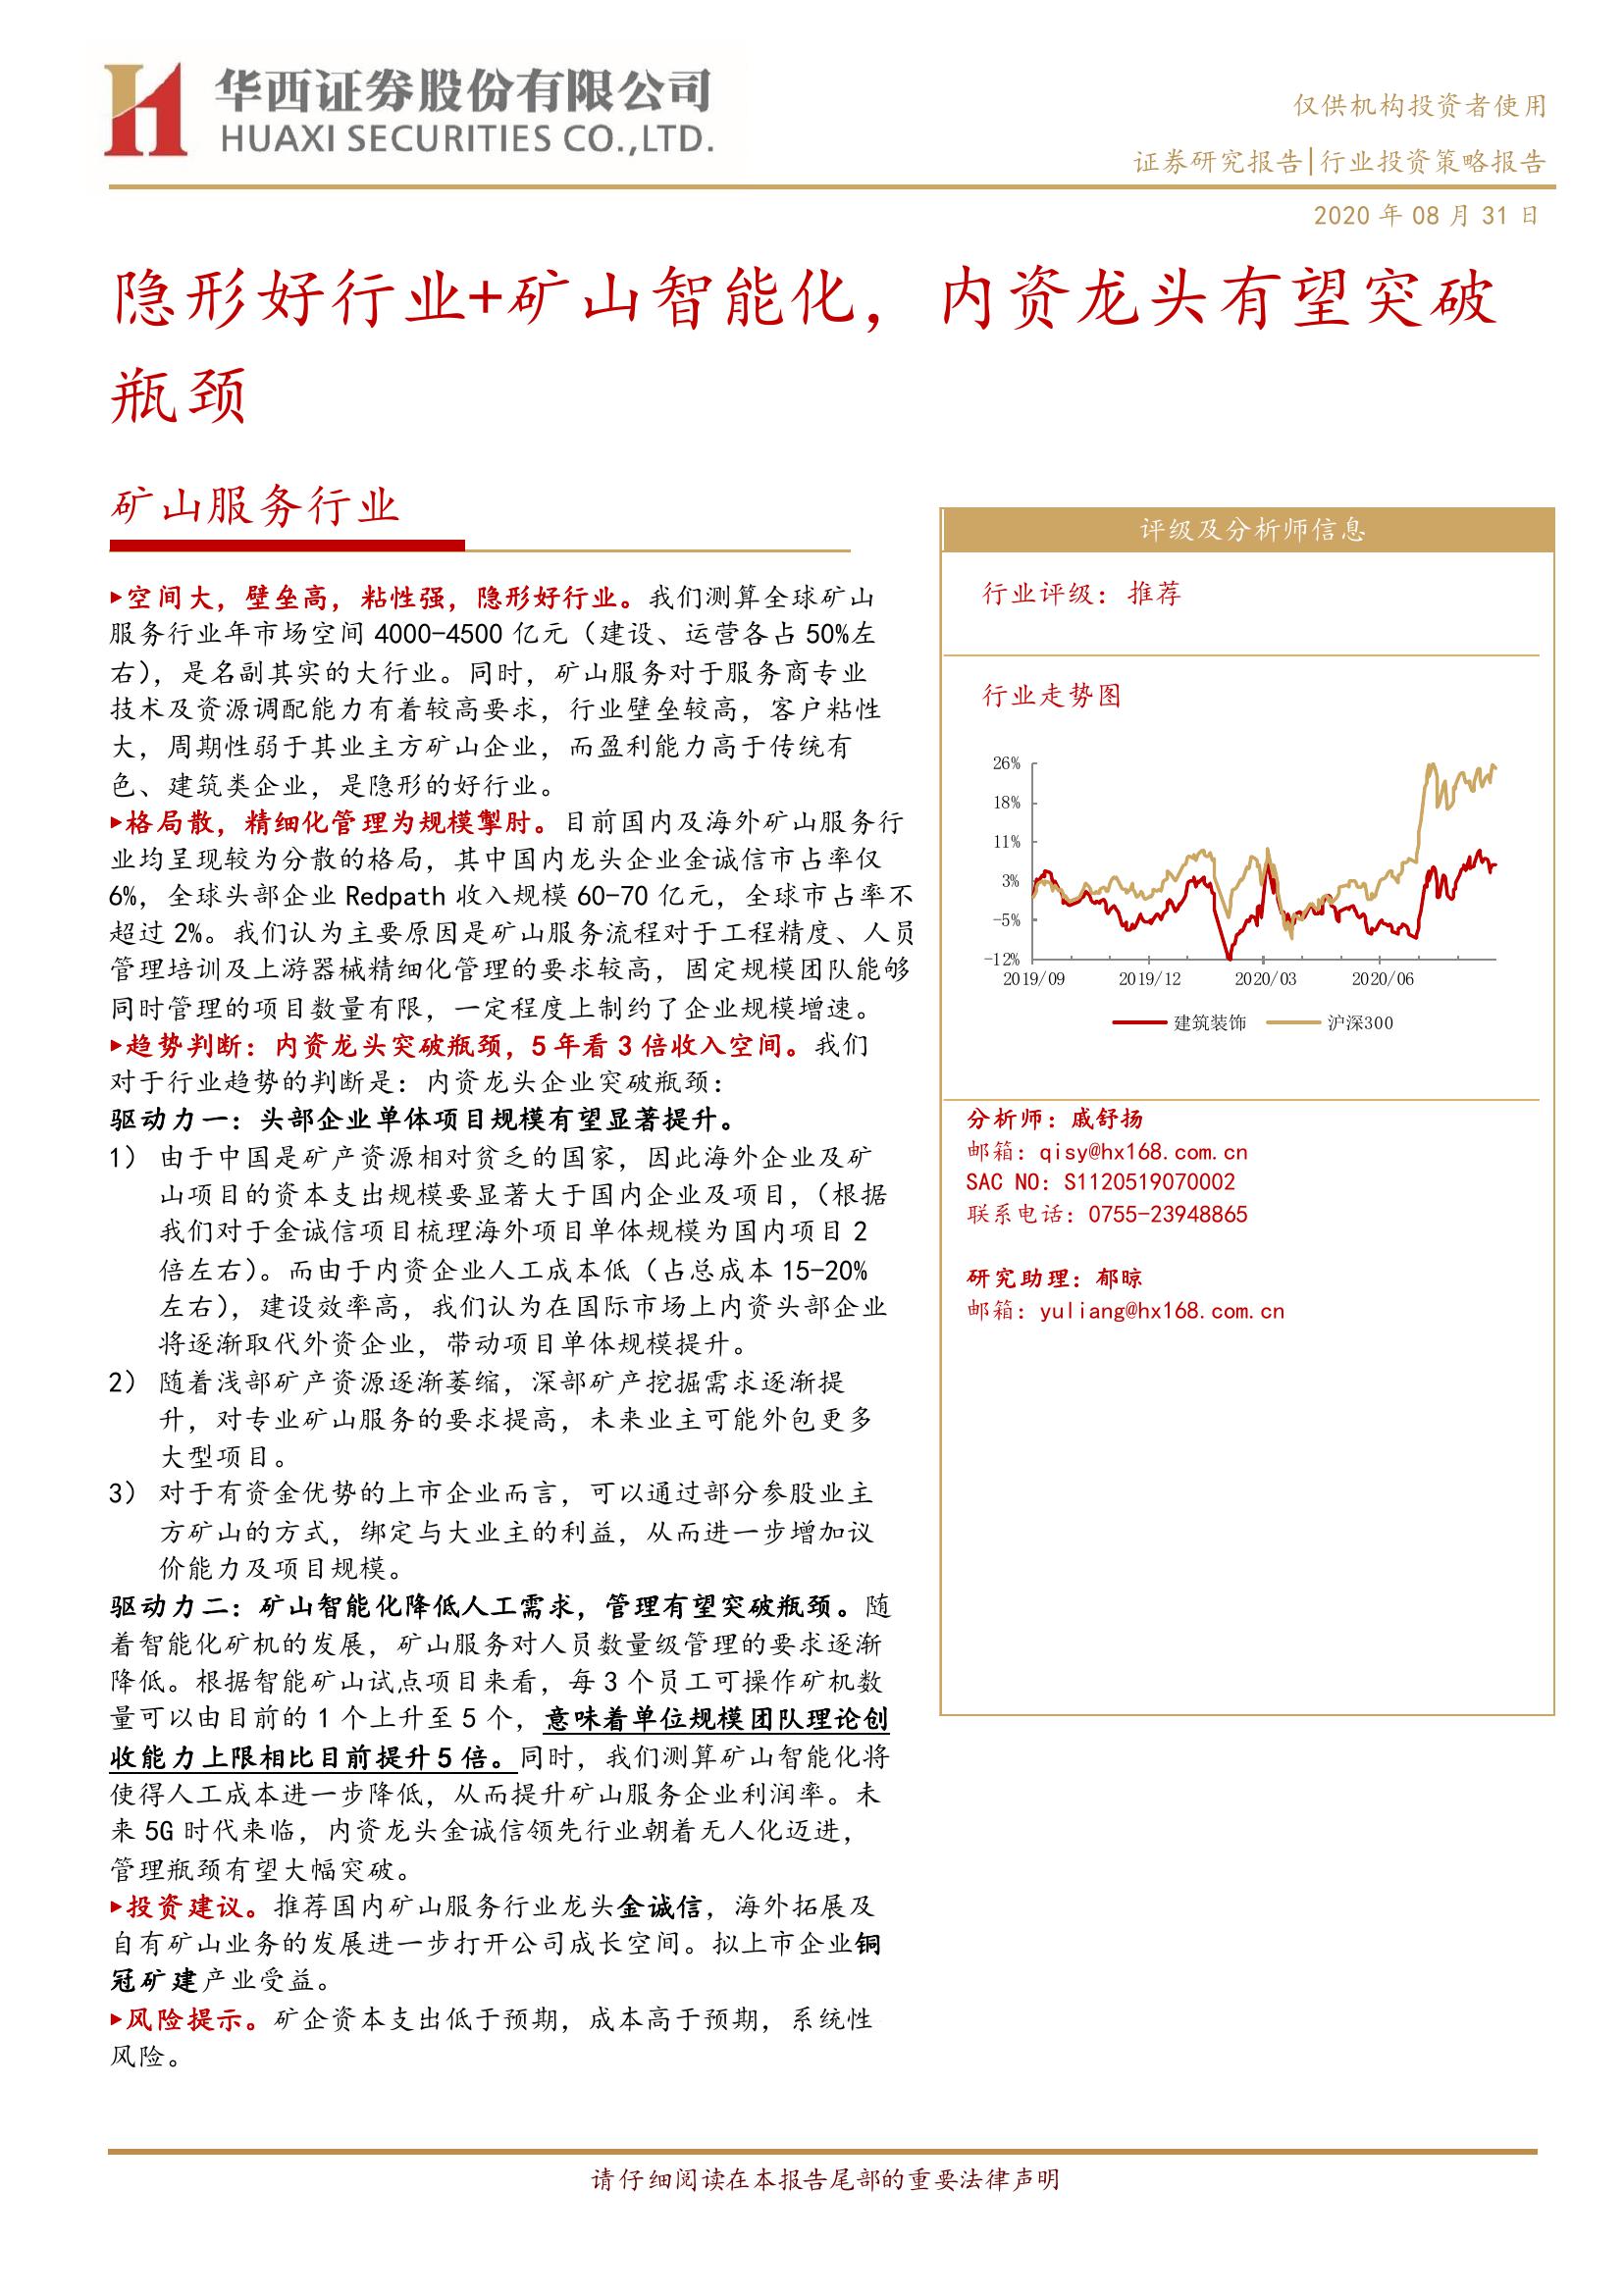 华西证券股份有限公司
HUAXI SECURITIES CO.,LTD.
仅供机构投资者使用
证券研究报告|行业投资策略报告
2020 年 08 月 31 日
隐形好行业+矿山智能化，内资龙头有望突破
瓶颈
矿山服务行业
▸空间大，壁垒高，粘性强，隐形好行业。我们测算全球矿山
服务行业年市场空间 4000-4500 亿元（建设、运营各占 50%左
右），是名副其实的大行业。同时，矿山服务对于服务商专业
技术及资源调配能力有着较高要求，行业壁垒较高，客户粘性
大，周期性弱于其业主方矿山企业，而盈利能力高于传统有
色、建筑类企业，是隐形的好行业。
▸格局散，精细化管理为规模掣肘。目前国内及海外矿山服务行
业均呈现较为分散的格局，其中国内龙头企业金诚信市占率仅
6%，全球头部企业 Redpath 收入规模 60-70 亿元，全球市占率不
超过 2%。我们认为主要原因是矿山服务流程对于工程精度、人员
管理培训及上游器械精细化管理的要求较高，固定规模团队能够
同时管理的项目数量有限，一定程度上制约了企业规模增速。
▸趋势判断：内资龙头突破瓶颈，5 年看 3 倍收入空间。我们
对于行业趋势的判断是：内资龙头企业突破瓶颈：
驱动力一：头部企业单体项目规模有望显著提升。
1） 由于中国是矿产资源相对贫乏的国家，因此海外企业及矿
山项目的资本支出规模要显著大于国内企业及项目，（根据
我们对于金诚信项目梳理海外项目单体规模为国内项目 2
倍左右）。而由于内资企业人工成本低（占总成本 15-20%
左右），建设效率高，我们认为在国际市场上内资头部企业
将逐渐取代外资企业，带动项目单体规模提升。
2） 随着浅部矿产资源逐渐萎缩，深部矿产挖掘需求逐渐提
升，对专业矿山服务的要求提高，未来业主可能外包更多
大型项目。
3） 对于有资金优势的上市企业而言，可以通过部分参股业主
方矿山的方式，绑定与大业主的利益，从而进一步增加议
价能力及项目规模。
驱动力二：矿山智能化降低人工需求，管理有望突破瓶颈。随
着智能化矿机的发展，矿山服务对人员数量级管理的要求逐渐
降低。根据智能矿山试点项目来看，每 3 个员工可操作矿机数
量可以由目前的 1 个上升至 5 个，意味着单位规模团队理论创
收能力上限相比目前提升 5 倍。同时，我们测算矿山智能化将
使得人工成本进一步降低，从而提升矿山服务企业利润率。未
来 5G 时代来临，内资龙头金诚信领先行业朝着无人化迈进，
管理瓶颈有望大幅突破。
▸投资建议。推荐国内矿山服务行业龙头金诚信，海外拓展及
自有矿山业务的发展进一步打开公司成长空间。拟上市企业铜
冠矿建产业受益。
▸风险提示。矿企资本支出低于预期，成本高于预期，系统性
风险。
评级及分析师信息
行业评级：推荐
行业走势图
26%
18%
11%
3%
-5%
-12%
2019/09 2019/12 2020/03 2020/06
建筑装饰 沪深300
分析师：戚舒扬
邮箱：qisy@hx168.com.cn
SAC NO：S1120519070002
联系电话：0755-23948865
研究助理：郁晾
邮箱：yuliang@hx168.com.cn
请仔细阅读在本报告尾部的重要法律声明